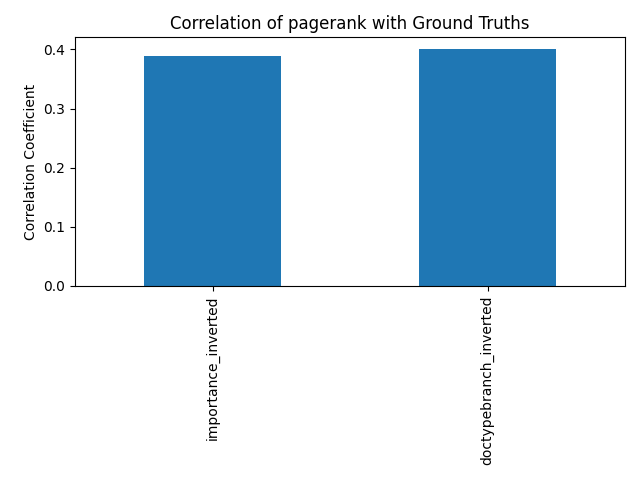 Correlation of pagerank with Ground Truths
Correlation Coefficient
0.4
0.3
0.2
0.1
0.0
importance_inverted
doctypebranch_inverted